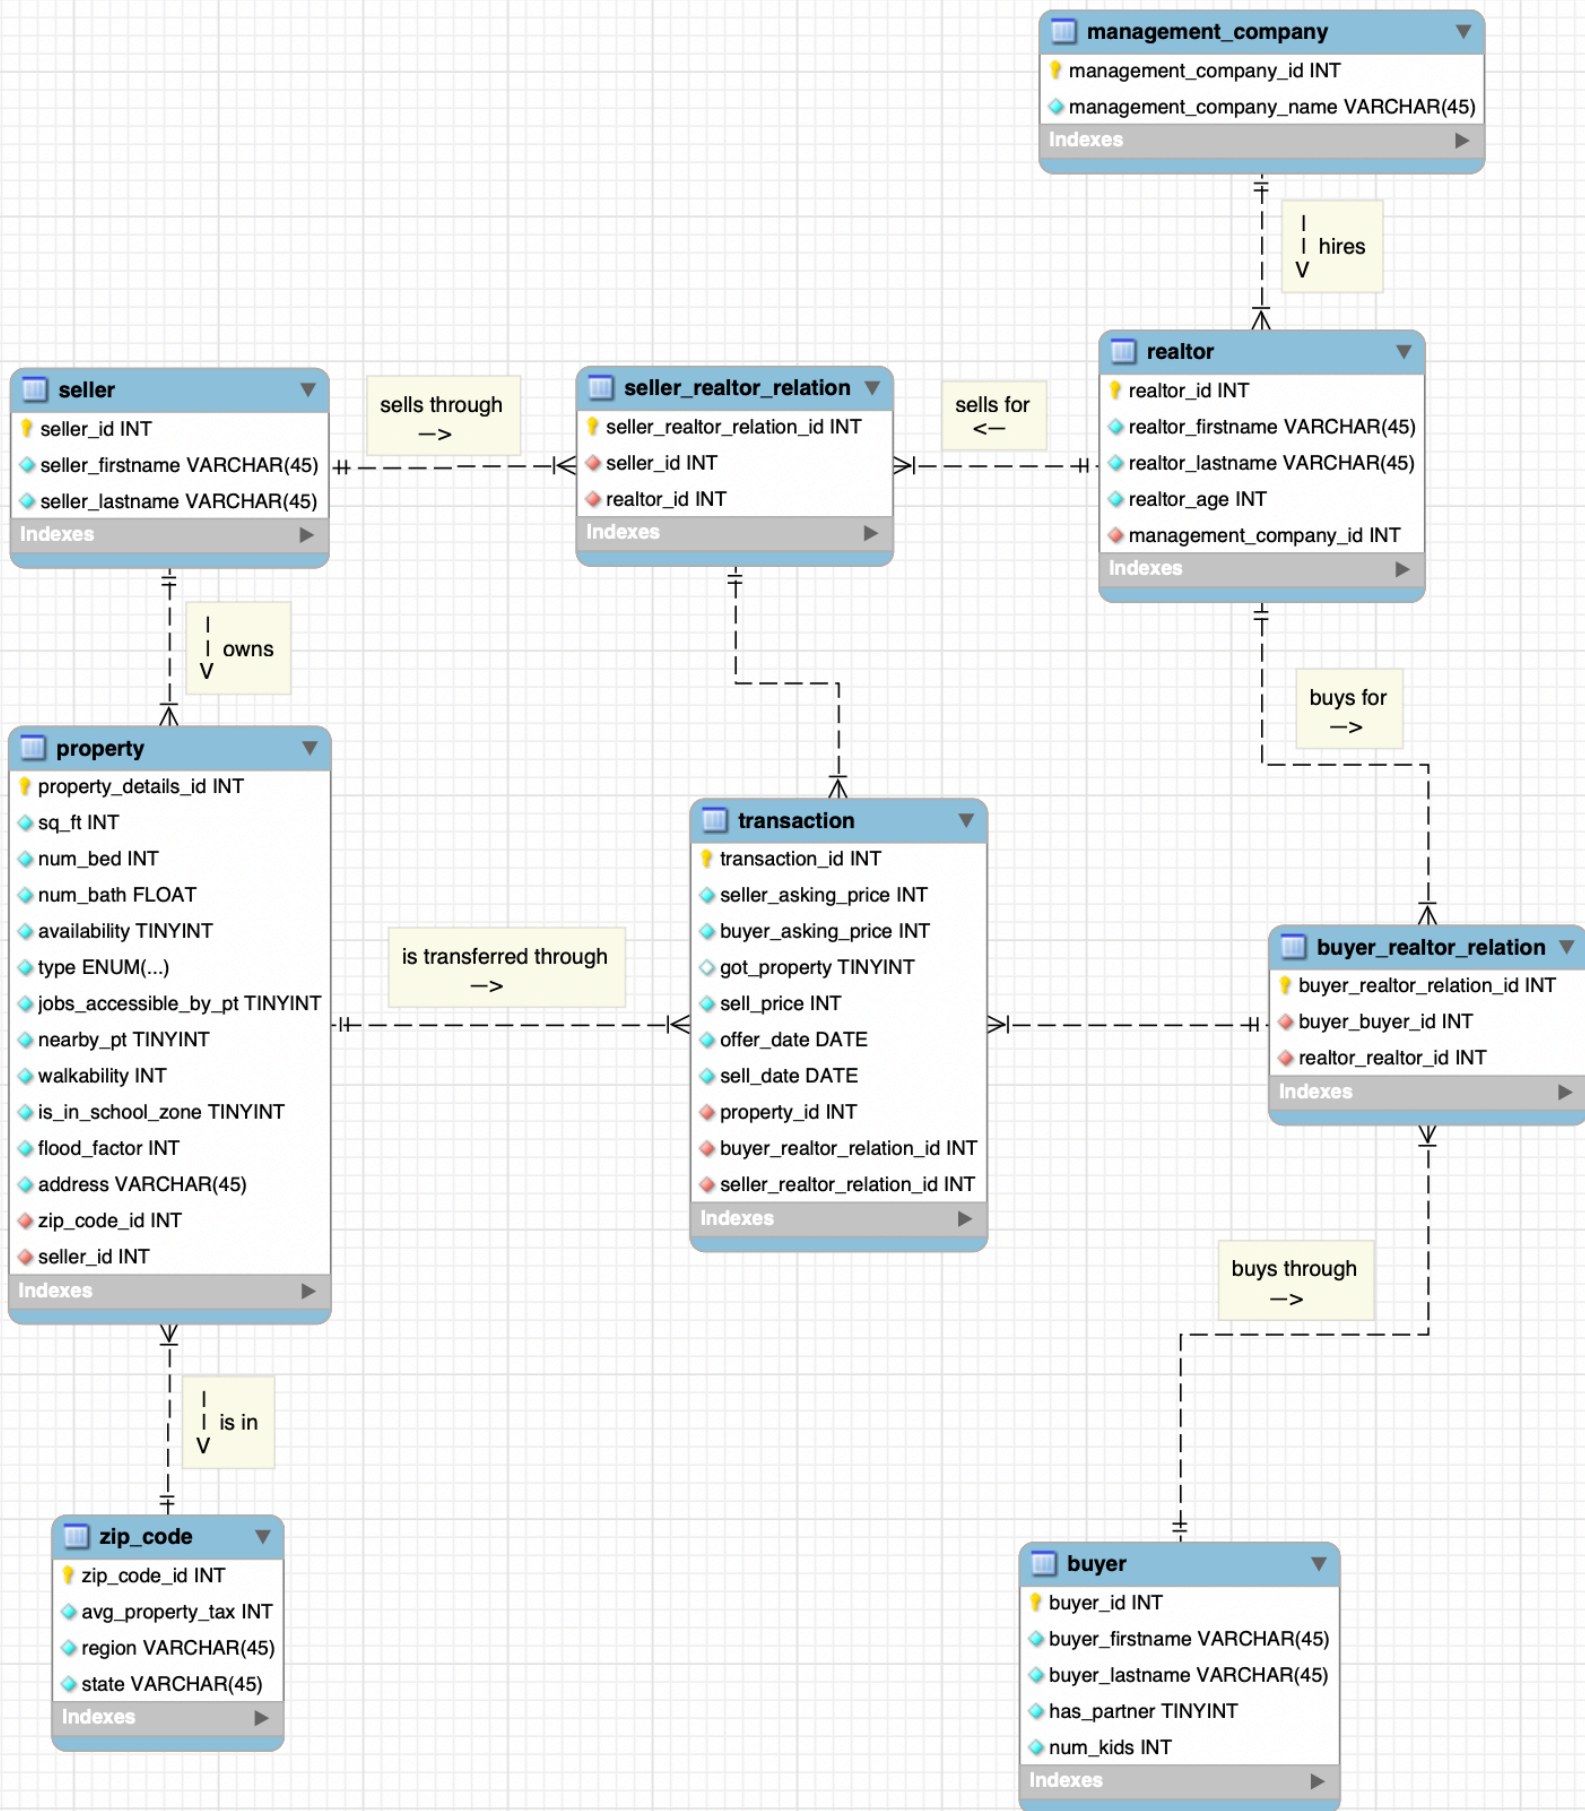 management_company
management_company_id INT
management_company_name VARCHAR(45)
Indexes
|
| hires
V
realtor
realtor_id INT
realtor_firstname VARCHAR(45)
realtor_lastname VARCHAR(45)
realtor_age INT
management_company_id INT
Indexes
seller
seller_id INT
seller_firstname VARCHAR(45)
seller_lastname VARCHAR(45)
Indexes
sells through
—>
seller_realtor_relation
seller_realtor_relation_id INT
seller_id INT
realtor_id INT
Indexes
sells for
<—
|
| owns
V
buys for
—>
property
property_details_id INT
sq_ft INT
num_bed INT
num_bath FLOAT
availability TINYINT
type ENUM(...)
jobs_accessible_by_pt TINYINT
nearby_pt TINYINT
walkability INT
is_in_school_zone TINYINT
flood_factor INT
address VARCHAR(45)
zip_code_id INT
seller_id INT
Indexes
is transferred through
—>
transaction
transaction_id INT
seller_asking_price INT
buyer_asking_price INT
got_property TINYINT
sell_price INT
offer_date DATE
sell_date DATE
property_id INT
buyer_realtor_relation_id INT
seller_realtor_relation_id INT
Indexes
buyer_realtor_relation
buyer_realtor_relation_id INT
buyer_buyer_id INT
realtor_realtor_id INT
Indexes
buys through
—>
|
| is in
V
zip_code
zip_code_id INT
avg_property_tax INT
region VARCHAR(45)
state VARCHAR(45)
Indexes
buyer
buyer_id INT
buyer_firstname VARCHAR(45)
buyer_lastname VARCHAR(45)
has_partner TINYINT
num_kids INT
Indexes